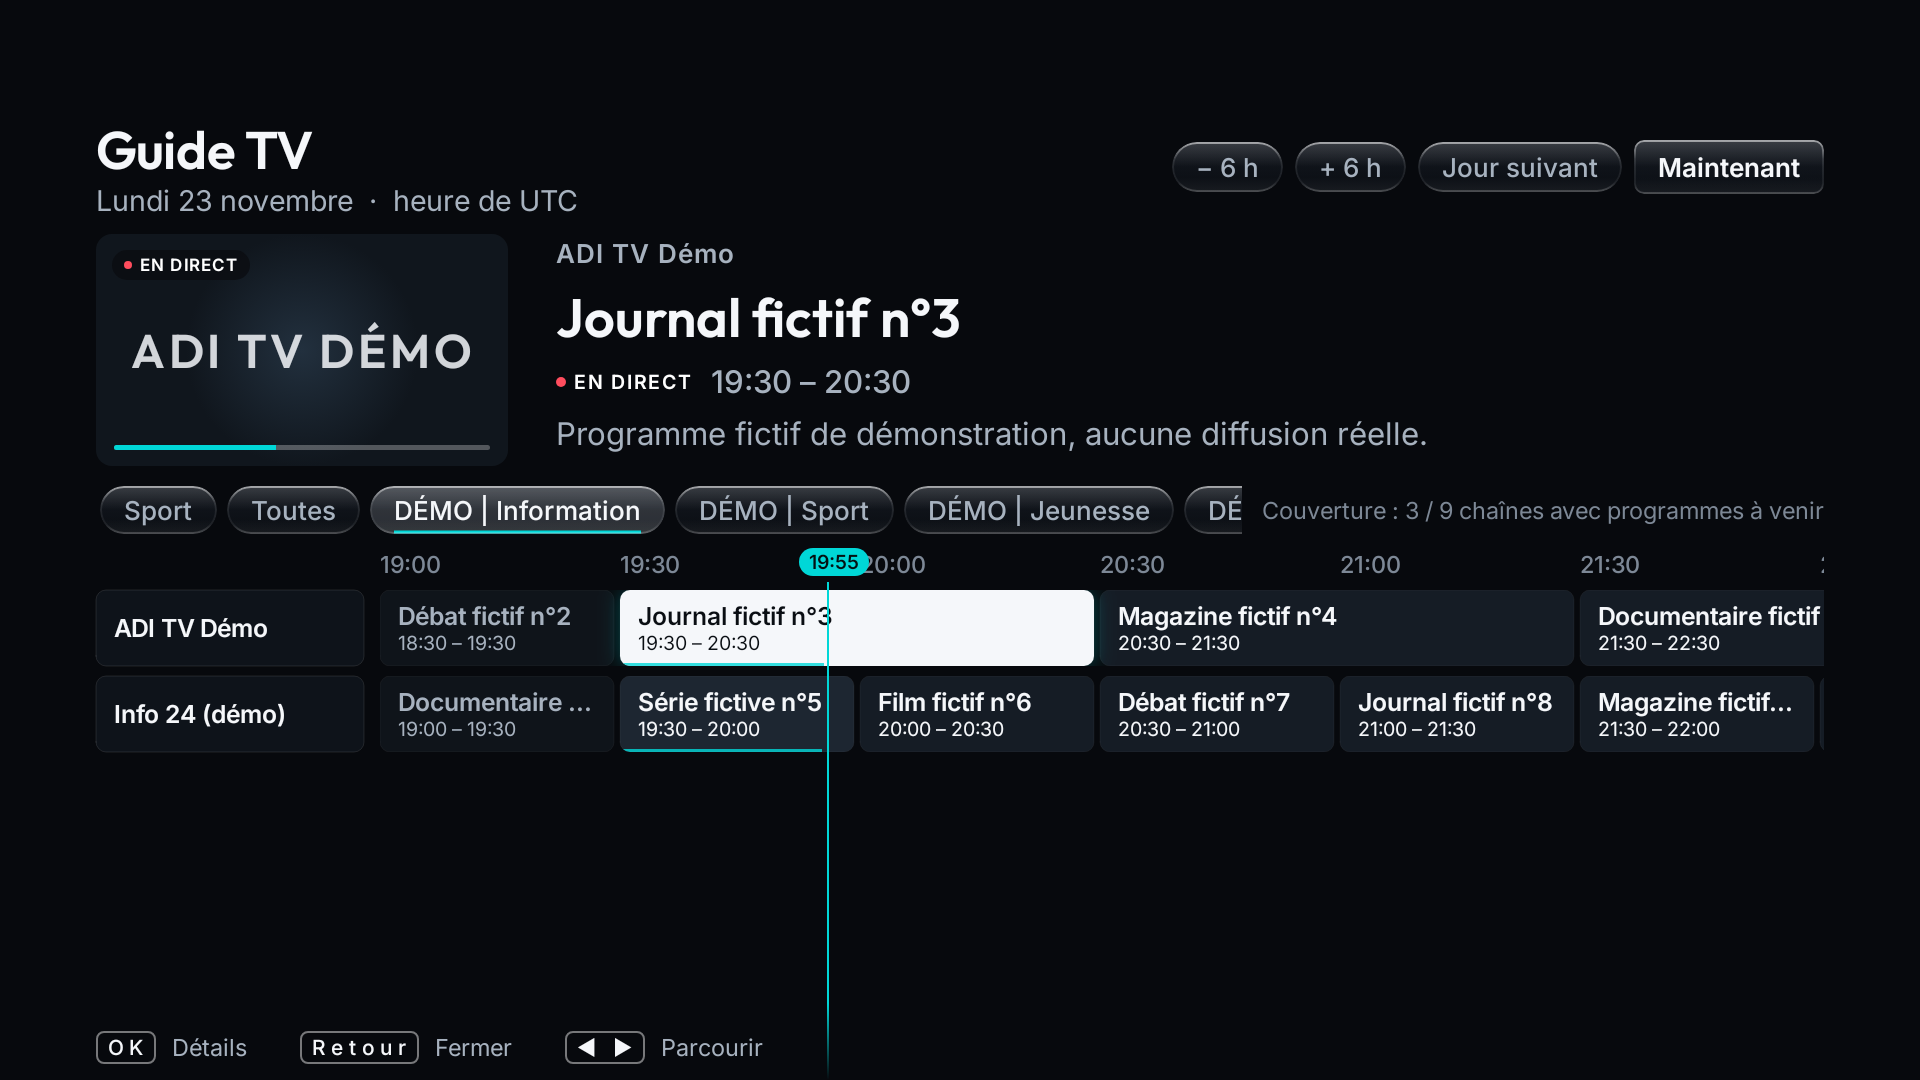 Guide TV
Lundi 23 novembre · heure de UTC
− 6 h
+ 6 h
Jour suivant
Maintenant
EN DIRECT
ADI TV DÉMO
ADI TV Démo
Journal fictif n°3
EN DIRECT 19:30 – 20:30
Programme fictif de démonstration, aucune diffusion réelle.
Sport
Toutes
DÉMO | Information
DÉMO | Sport
DÉMO | Jeunesse
DÉ
Couverture : 3 / 9 chaînes avec programmes à venir
19:00
19:30
19:55
20:00
20:30
21:00
21:30
ADI TV Démo
Débat fictif n°2
18:30 – 19:30
Journal fictif n°3
19:30 – 20:30
Magazine fictif n°4
20:30 – 21:30
Documentaire fictif
21:30 – 22:30
Info 24 (démo)
Documentaire ...
19:00 – 19:30
Série fictive n°5
19:30 – 20:00
Film fictif n°6
20:00 – 20:30
Débat fictif n°7
20:30 – 21:00
Journal fictif n°8
21:00 – 21:30
Magazine fictif...
21:30 – 22:00
OK Détails
Retour Fermer
◀ ▶ Parcourir